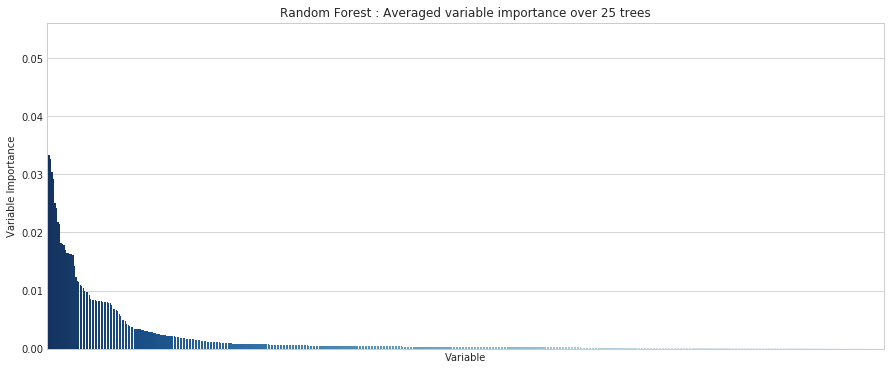 Random Forest : Averaged variable importance over 25 trees
0.05
0.04
0.03
0.02
0.01
0.00
Variable Importance
Variable